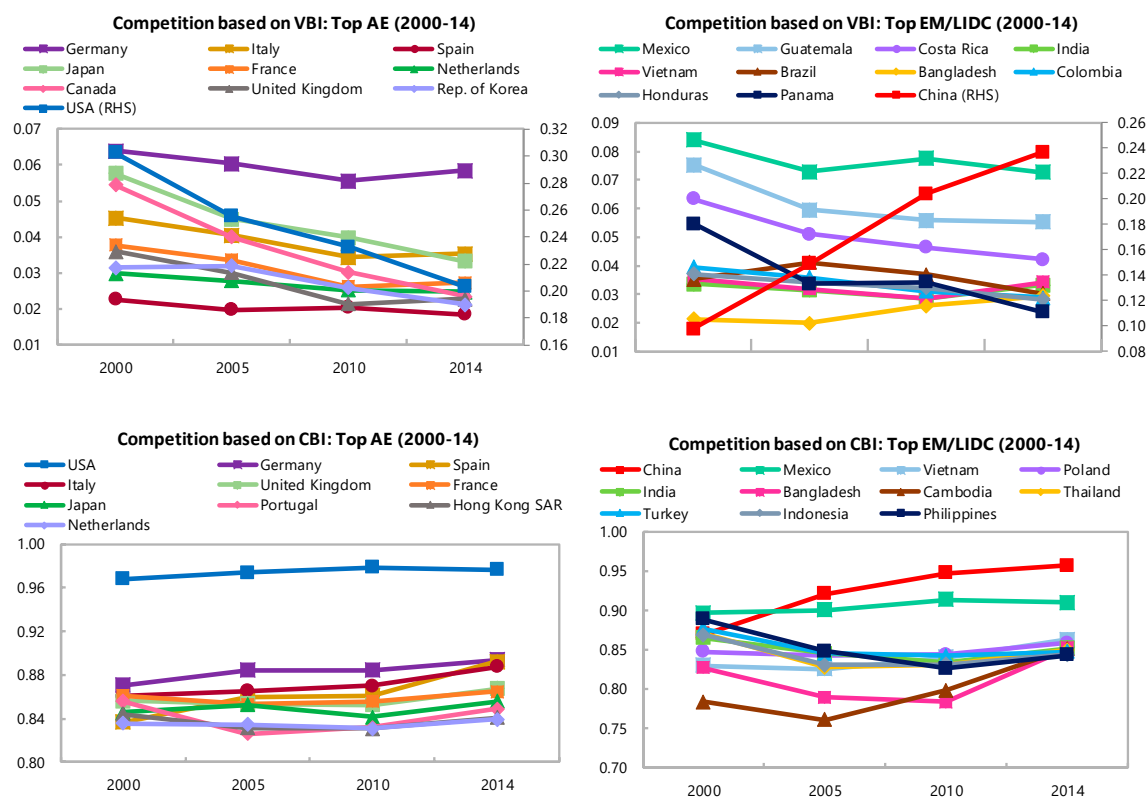 Competition based on VBI: Top AE (2000-14)
Germany Italy Spain
Japan France Netherlands
Canada United Kingdom Rep. of Korea
USA (RHS)
0.07 0.32
0.06 0.30
0.28
0.05 0.26
0.04 0.24
0.03 0.22
0.20
0.02 0.18
0.01 0.16
2000 2005 2010 2014
Competition based on VBI: Top EM/LIDC (2000-14)
Mexico Guatemala Costa Rica India
Vietnam Brazil Bangladesh Colombia
Honduras Panama China (RHS)
0.09 0.26
0.08 0.24
0.07 0.22
0.06 0.20
0.18
0.05 0.16
0.04 0.14
0.03 0.12
0.02 0.10
0.01 0.08
Competition based on CBI: Top AE (2000-14)
USA Germany Spain
Italy United Kingdom France
Japan Portugal Hong Kong SAR
Netherlands
1.00
0.96
0.92
0.88
0.84
0.80
2000 2005 2010 2014
Competition based on CBI: Top EM/LIDC (2000-14)
China Mexico Vietnam Poland
India Bangladesh Cambodia Thailand
Turkey Indonesia Philippines
1.00
0.95
0.90
0.85
0.80
0.75
0.70
2000 2005 2010 2014